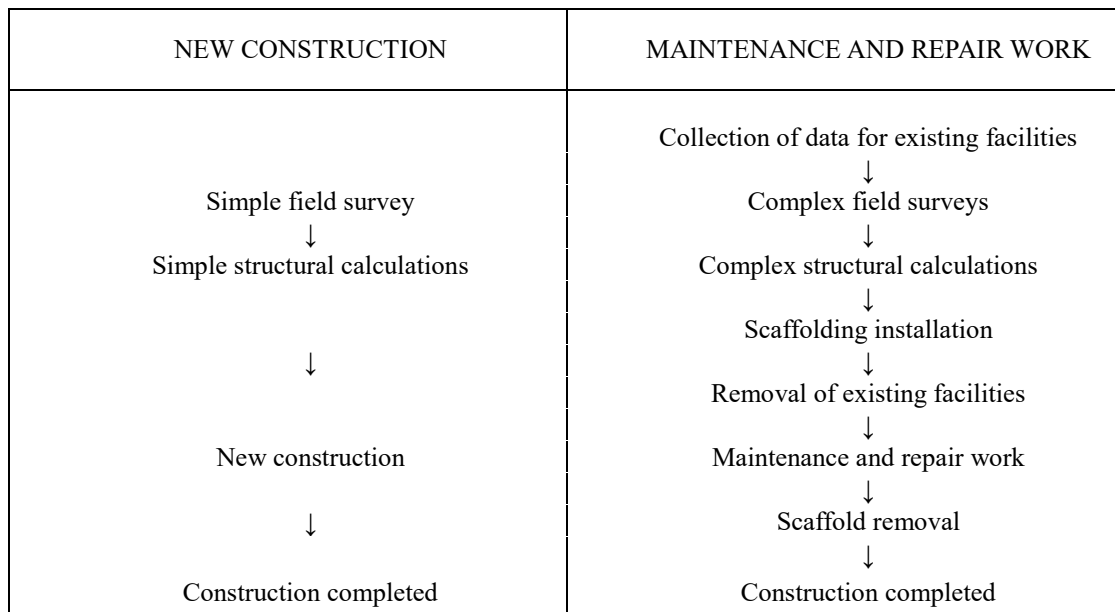 NEW CONSTRUCTION
MAINTENANCE AND REPAIR WORK
Simple field survey
↓
Simple structural calculations
↓
New construction
↓
Construction completed
Collection of data for existing facilities
↓
Complex field surveys
↓
Complex structural calculations
↓
Scaffolding installation
↓
Removal of existing facilities
↓
Maintenance and repair work
↓
Scaffold removal
↓
Construction completed